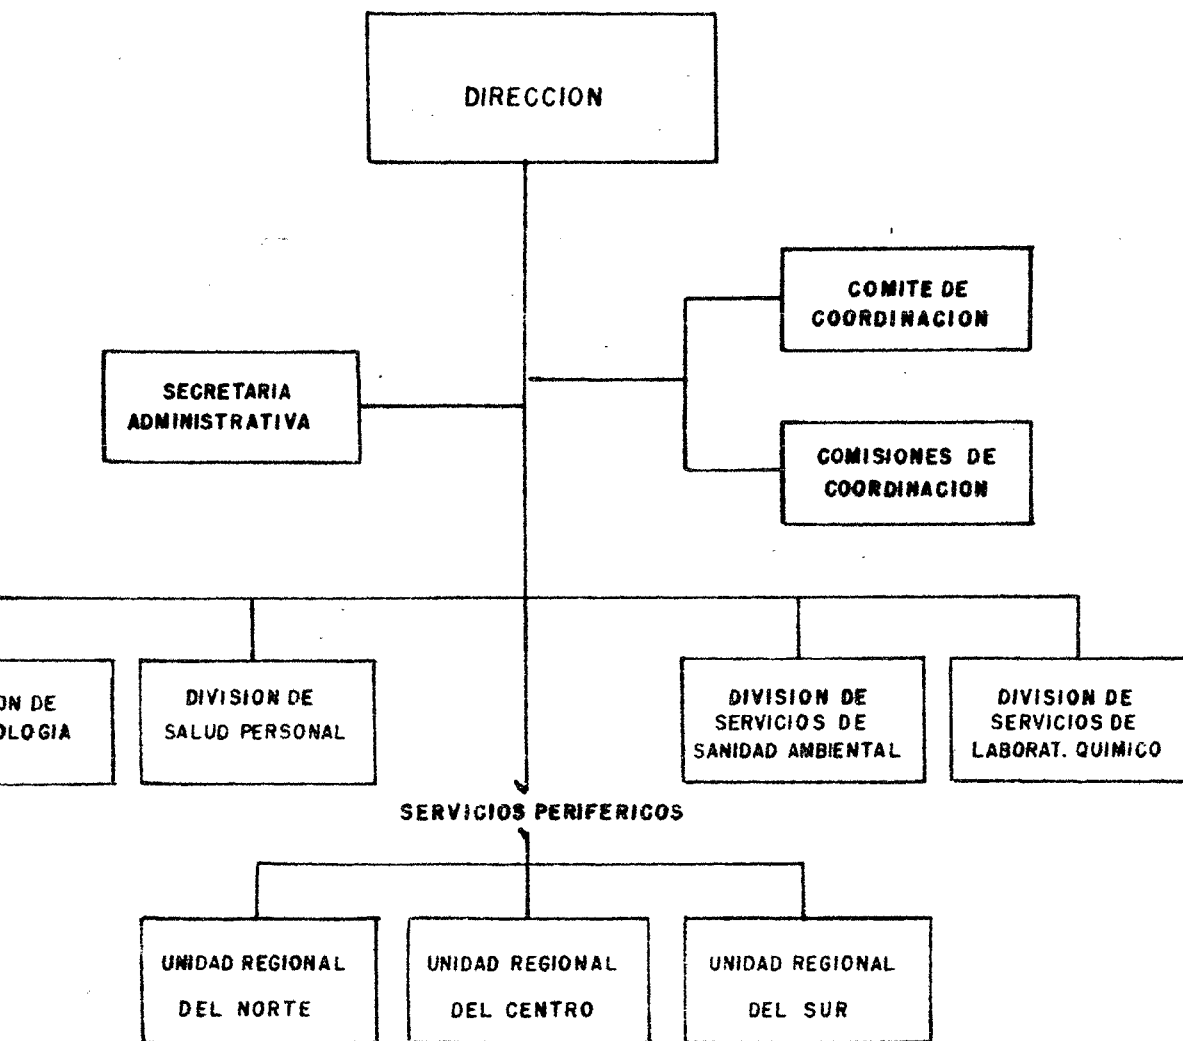 DIRECCION
COMITE DE
COORDINACION
SECRETARIA
ADMINISTRATIVA
COMISIONES DE
COORDINACION
DE
DIVISION DE
SALUD PERSONAL
DIVISION DE
SERVICIOS DE
SANIDAD AMBIENTAL
DIVISION DE
SERVICIOS DE
LABORAT. QUIMICO
SERVICIOS PERIFERICOS
UNIDAD REGIONAL
DEL NORTE
UNIDAD REGIONAL
DEL CENTRO
UNIDAD REGIONAL
DEL SUR